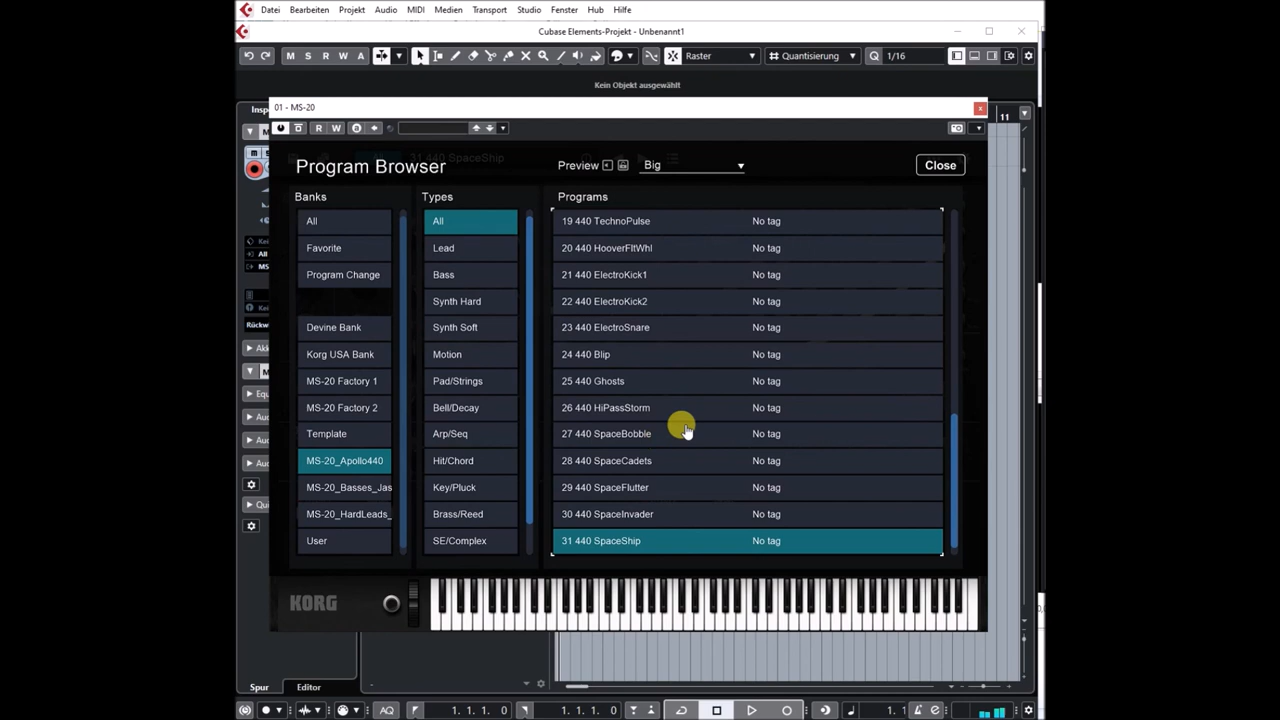 Datei Bearbeiten Projekt Audio MIDI Medien Transport Studio Fenster Hub Hilfe
Cubase Elements-Projekt - Unbenannt1
M S R W A Raster Quantisierung Q 1/16
Kein Objekt ausgewählt
Insp
01 - MS-20
11
R W
Program Browser
Preview Big
Close
Banks Types Programs
All All 19 440 TechnoPulse No tag
Favorite Lead 20 440 HooverFltWhl No tag
Program Change Bass 21 440 ElectroKick1 No tag
Synth Hard 22 440 ElectroKick2 No tag
Devine Bank Synth Soft 23 440 ElectroSnare No tag
Korg USA Bank Motion 24 440 Blip No tag
MS-20 Factory 1 Pad/Strings 25 440 Ghosts No tag
MS-20 Factory 2 Bell/Decay 26 440 HiPassStorm No tag
Template Arp/Seq 27 440 SpaceBobble No tag
MS-20_Apollo440 Hit/Chord 28 440 SpaceCadets No tag
MS-20_Basses_Jas Key/Pluck 29 440 SpaceFlutter No tag
MS-20_HardLeads_ Brass/Reed 30 440 SpaceInvader No tag
User SE/Complex 31 440 SpaceShip No tag
KORG
Spur Editor
AQ 1. 1. 1. 0 1. 1. 1. 0 1. 1